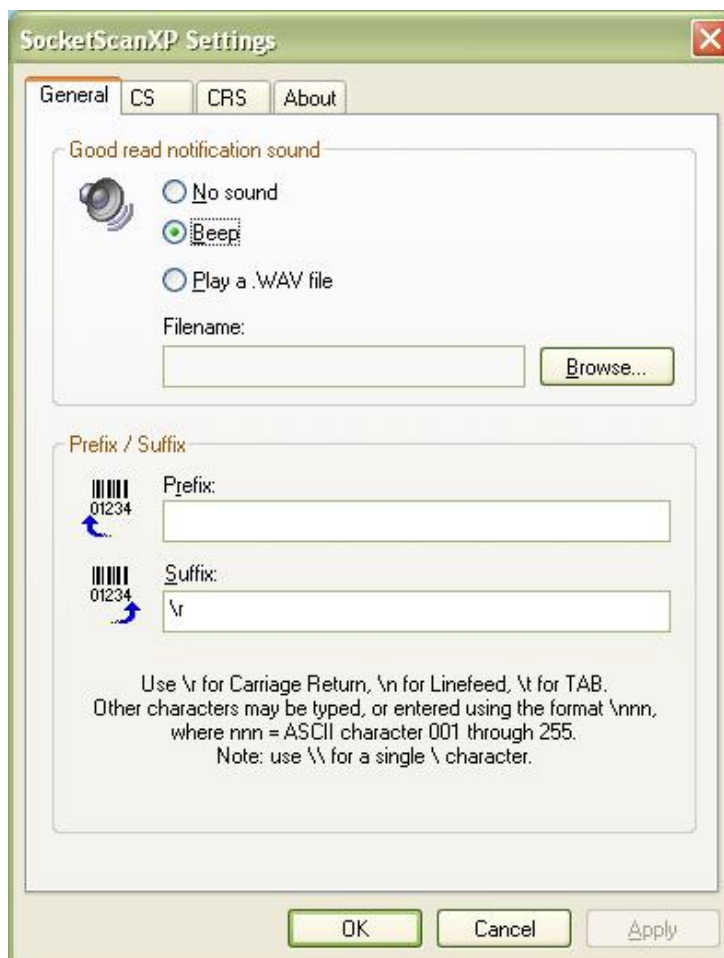 SocketScanXP Settings
General CS CRS About
Good read notification sound
No sound
Beep
Play a .WAV file
Filename:
Browse...
Prefix / Suffix
01234
Prefix:
01234
Suffix:
\r
Use \r for Carriage Return, \n for Linefeed, \t for TAB.
Other characters may be typed, or entered using the format \nnn,
where nnn = ASCII character 001 through 255.
Note: use \\ for a single \ character.
OK Cancel Apply